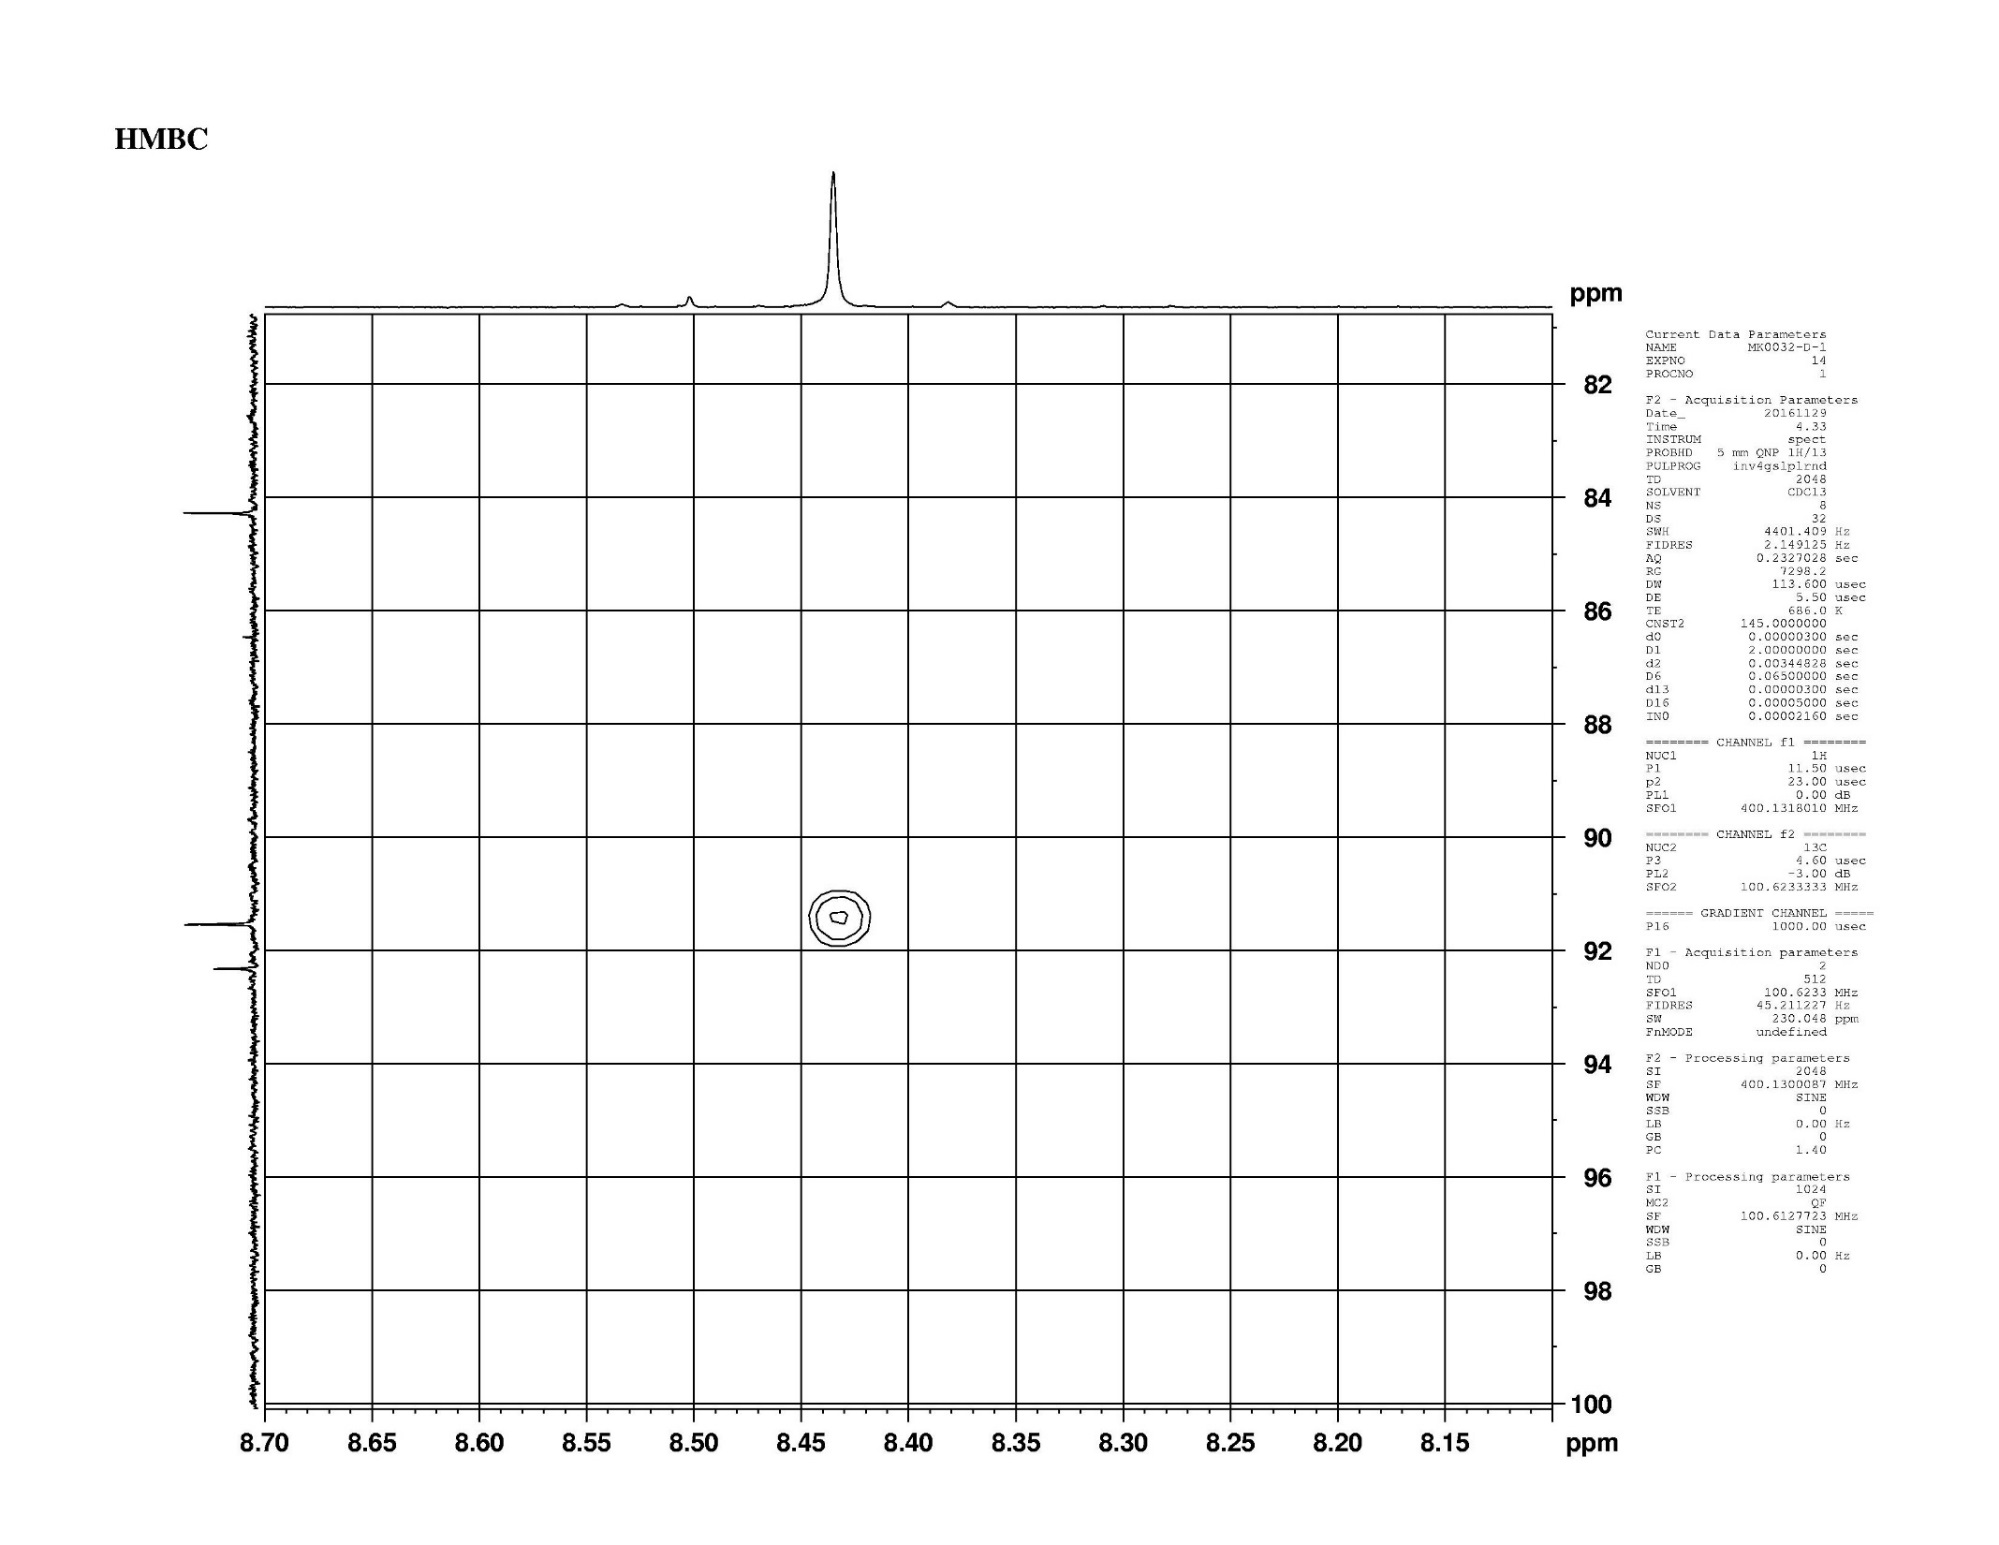 HMBC
ppm
82
84
86
88
90
92
94
96
98
100
8.70 8.65 8.60 8.55 8.50 8.45 8.40 8.35 8.30 8.25 8.20 8.15 ppm
Current Data Parameters
NAME MK0032-D-1
EXPNO 14
PROCNO 1
F2 - Acquisition Parameters
Date_ 20161129
Time 4.33
INSTRUM spect
PROBHD 5 mm QNP 1H/13
PULPROG inv4gslplrnd
TD 2048
SOLVENT CDCl3
NS 8
DS 32
SWH 4401.409 Hz
FIDRES 2.149125 Hz
AQ 0.2327028 sec
RG 7298.2
DW 113.600 usec
DE 5.50 usec
TE 686.0 K
CNST2 145.0000000
d0 0.00000300 sec
D1 2.00000000 sec
d2 0.00344828 sec
D6 0.06500000 sec
d13 0.00000300 sec
D16 0.00005000 sec
IN0 0.00002160 sec
======== CHANNEL f1 ========
NUC1 1H
P1 11.50 usec
p2 23.00 usec
PL1 0.00 dB
SFO1 400.1318010 MHz
======== CHANNEL f2 ========
NUC2 13C
P3 4.60 usec
PL2 -3.00 dB
SFO2 100.6233333 MHz
====== GRADIENT CHANNEL =====
P16 1000.00 usec
F1 - Acquisition parameters
ND0 2
TD 512
SFO1 100.6233 MHz
FIDRES 45.211227 Hz
SW 230.048 ppm
FnMODE undefined
F2 - Processing parameters
SI 2048
SF 400.1300087 MHz
WDW SINE
SSB 0
LB 0.00 Hz
GB 0
PC 1.40
F1 - Processing parameters
SI 1024
MC2 QF
SF 100.6127723 MHz
WDW SINE
SSB 0
LB 0.00 Hz
GB 0